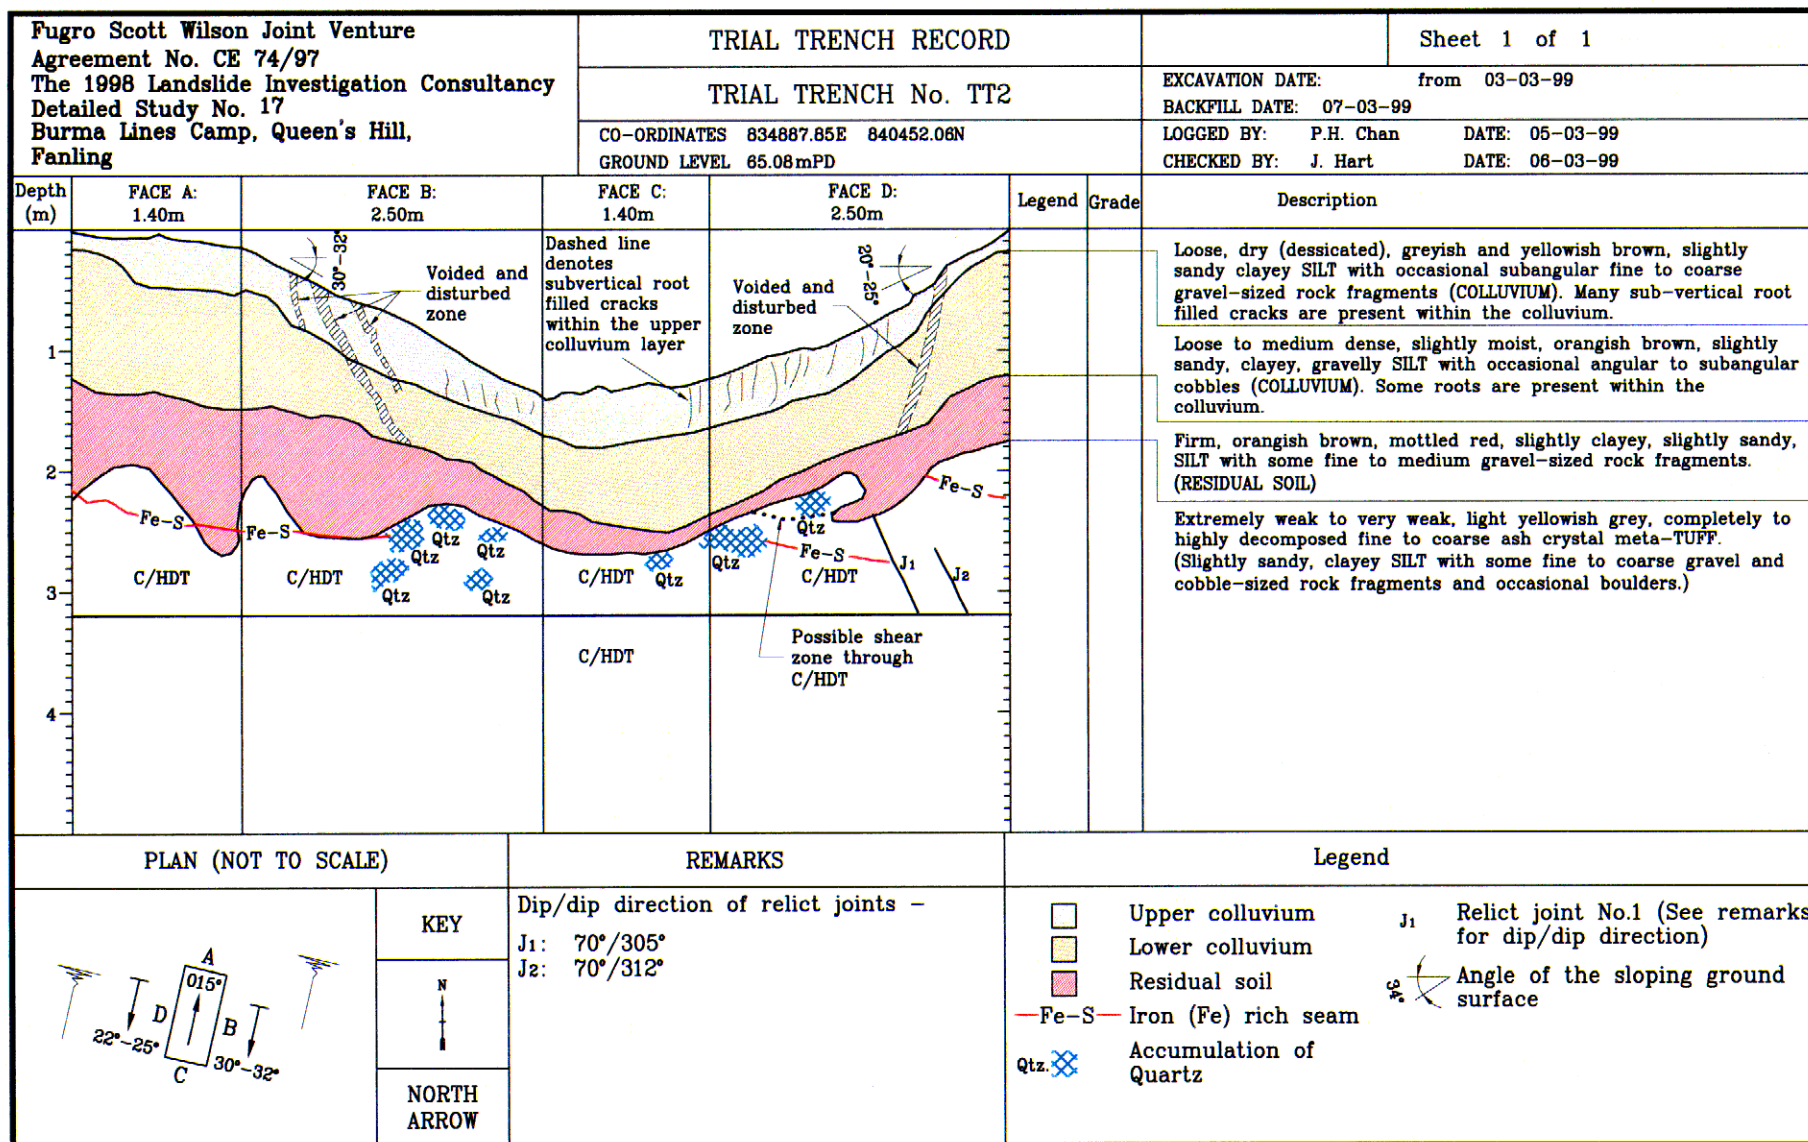 Fugro Scott Wilson Joint Venture
Agreement No. CE 74/97
The 1998 Landslide Investigation Consultancy
Detailed Study No. 17
Burma Lines Camp, Queen's Hill,
Fanling
TRIAL TRENCH RECORD
TRIAL TRENCH No. TT2
CO-ORDINATES 834887.85E 840452.06N
GROUND LEVEL 65.08mPD
Sheet 1 of 1
EXCAVATION DATE: from 03-03-99
BACKFILL DATE: 07-03-99
LOGGED BY: P.H. Chan DATE: 05-03-99
CHECKED BY: J. Hart DATE: 06-03-99
Depth
(m)
FACE A:
1.40m
FACE B:
2.50m
FACE C:
1.40m
FACE D:
2.50m
Legend
Grade
Description
1
2
3
4
30°-32°
Voided and
disturbed
zone
Dashed line
denotes
subvertical root
filled cracks
within the upper
colluvium layer
Voided and
disturbed
zone
20°-25°
Fe-S
Fe-S
Fe-S
Fe-S
Qtz
Qtz
Qtz
Qtz
Qtz
Qtz
Qtz
Qtz
C/HDT
C/HDT
C/HDT
C/HDT
J1
J2
C/HDT
Possible shear
zone through
C/HDT
Loose, dry (dessicated), greyish and yellowish brown, slightly
sandy clayey SILT with occasional subangular fine to coarse
gravel-sized rock fragments (COLLUVIUM). Many sub-vertical root
filled cracks are present within the colluvium.
Loose to medium dense, slightly moist, orangish brown, slightly
sandy, clayey, gravelly SILT with occasional angular to subangular
cobbles (COLLUVIUM). Some roots are present within the
colluvium.
Firm, orangish brown, mottled red, slightly clayey, slightly sandy,
SILT with some fine to medium gravel-sized rock fragments.
(RESIDUAL SOIL)
Extremely weak to very weak, light yellowish grey, completely to
highly decomposed fine to coarse ash crystal meta-TUFF.
(Slightly sandy, clayey SILT with some fine to coarse gravel and
cobble-sized rock fragments and occasional boulders.)
PLAN (NOT TO SCALE)
A
015°
D
B
C
22°-25°
30°-32°
KEY
N
NORTH
ARROW
REMARKS
Dip/dip direction of relict joints -
J1: 70°/305°
J2: 70°/312°
Legend
Upper colluvium
Lower colluvium
Residual soil
Fe-S Iron (Fe) rich seam
Qtz. Accumulation of
Quartz
J1 Relict joint No.1 (See remarks
for dip/dip direction)
34° Angle of the sloping ground
surface